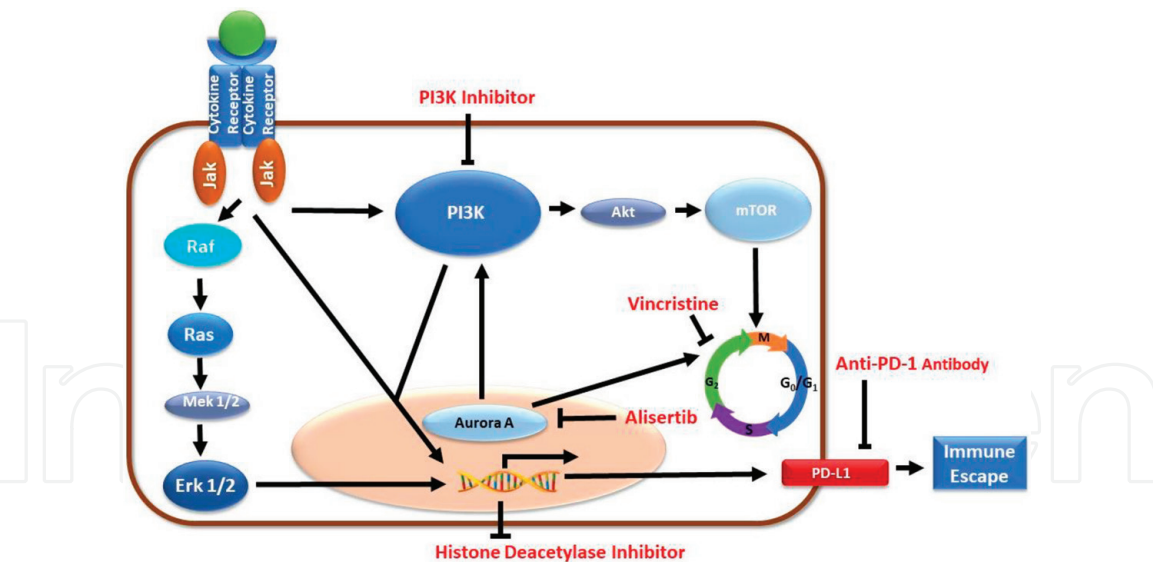 Cytokine
Receptor
Cytokine
Receptor
Jak
Jak
PI3K Inhibitor
PI3K
Akt
mTOR
Raf
Ras
Mek 1/2
Erk 1/2
Vincristine
M
G0/G1
S
G2
Aurora A
Alisertib
Anti-PD-1 Antibody
PD-L1
Immune
Escape
Histone Deacetylase Inhibitor